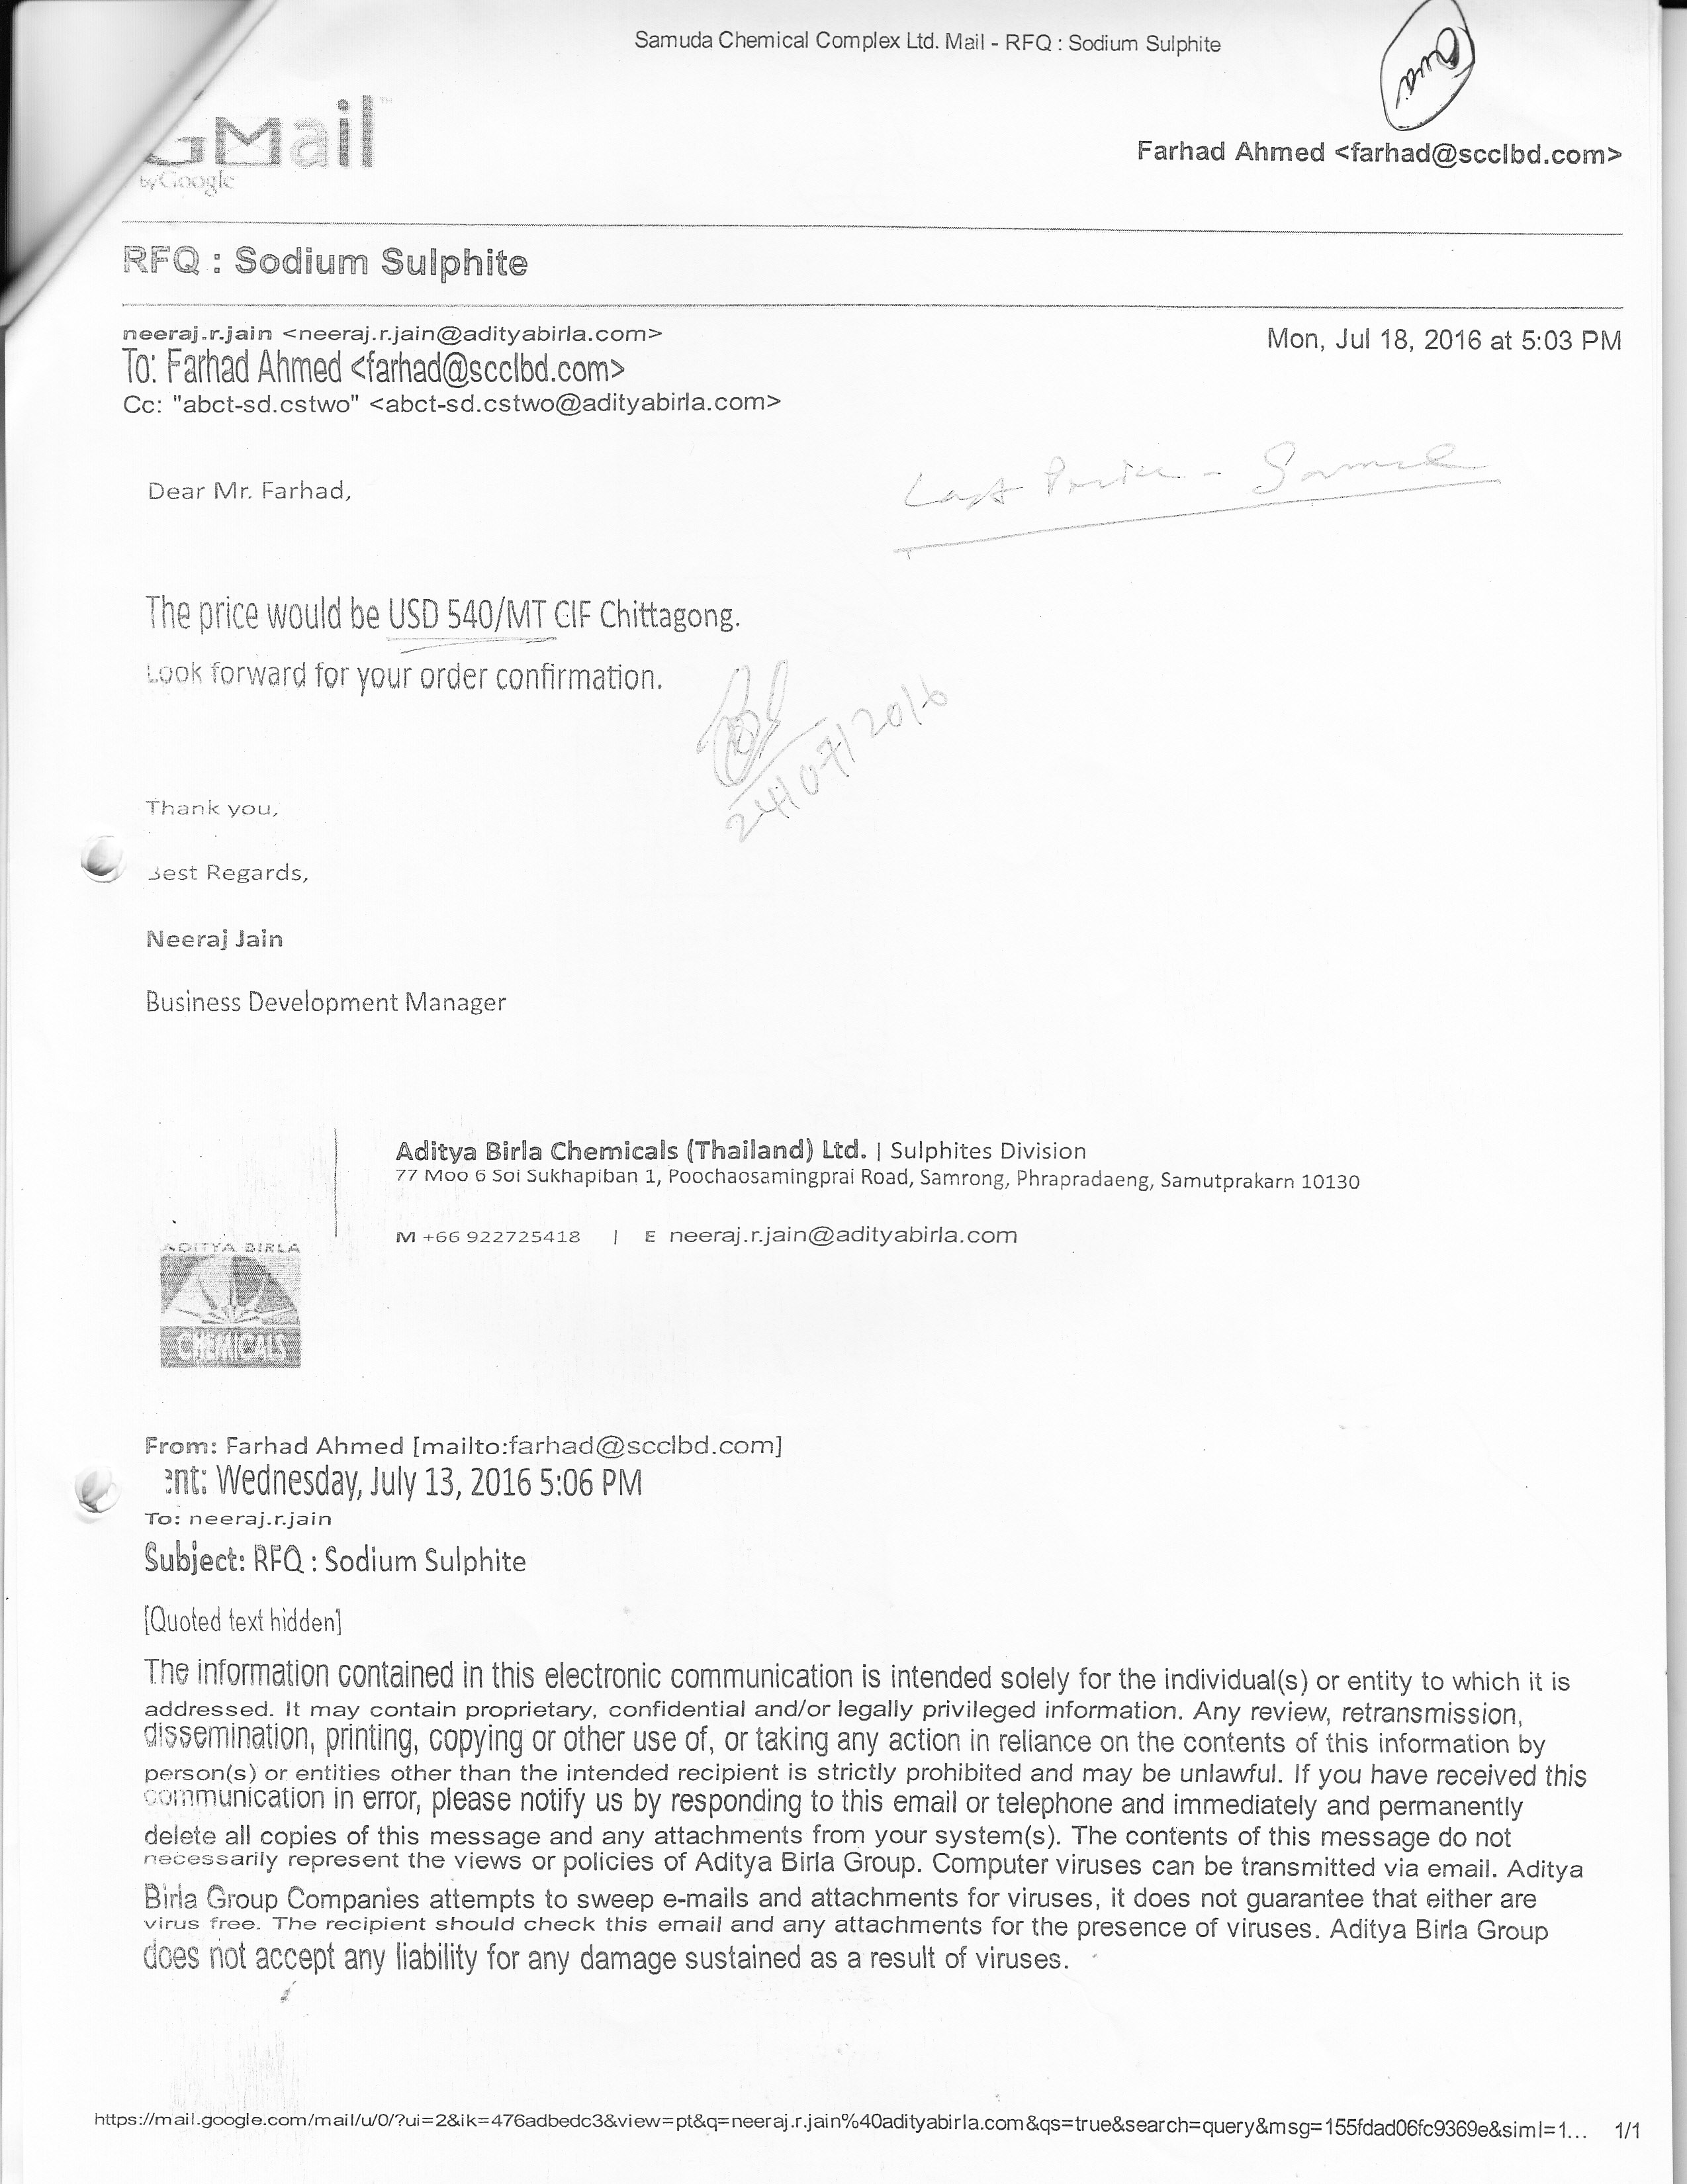 Samuda Chemical Complex Ltd. Mail - RFQ : Sodium Sulphite
GMail
by Google
Farhad Ahmed <farhad@scclbd.com>
RFQ : Sodium Sulphite
neeraj.r.jain <neeraj.r.jain@adityabirla.com>
Mon, Jul 18, 2016 at 5:03 PM
To: Farhad Ahmed <farhad@scclbd.com>
Cc: "abct-sd.cstwo" <abct-sd.cstwo@adityabirla.com>
Last Price - Same
Dear Mr. Farhad,
The price would be USD 540/MT CIF Chittagong.
Look forward for your order confirmation.
24/07/2016
Thank you,
Best Regards,
Neeraj Jain
Business Development Manager
Aditya Birla Chemicals (Thailand) Ltd. | Sulphites Division
77 Moo 6 Soi Sukhapiban 1, Poochaosamingprai Road, Samrong, Phrapradaeng, Samutprakarn 10130
M +66 922725418 | E neeraj.r.jain@adityabirla.com
ADITYA BIRLA
CHEMICALS
From: Farhad Ahmed [mailto:farhad@scclbd.com]
ent: Wednesday, July 13, 2016 5:06 PM
To: neeraj.r.jain
Subject: RFQ : Sodium Sulphite
[Quoted text hidden]
The information contained in this electronic communication is intended solely for the individual(s) or entity to which it is
addressed. It may contain proprietary, confidential and/or legally privileged information. Any review, retransmission,
dissemination, printing, copying or other use of, or taking any action in reliance on the contents of this information by
person(s) or entities other than the intended recipient is strictly prohibited and may be unlawful. If you have received this
communication in error, please notify us by responding to this email or telephone and immediately and permanently
delete all copies of this message and any attachments from your system(s). The contents of this message do not
necessarily represent the views or policies of Aditya Birla Group. Computer viruses can be transmitted via email. Aditya
Birla Group Companies attempts to sweep e-mails and attachments for viruses, it does not guarantee that either are
virus free. The recipient should check this email and any attachments for the presence of viruses. Aditya Birla Group
does not accept any liability for any damage sustained as a result of viruses.
https://mail.google.com/mail/u/0/?ui=2&ik=476adbedc3&view=pt&q=neeraj.r.jain%40adityabirla.com&qs=true&search=query&msg=155fdad06fc9369e&siml=1... 1/1